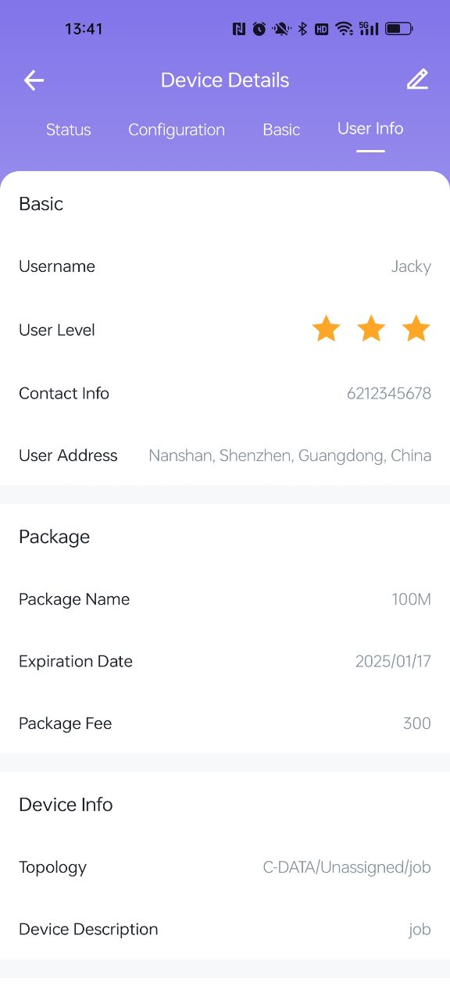 13:41
HD 5G
Device Details
Status Configuration Basic User Info
Basic
Username Jacky
User Level
Contact Info 6212345678
User Address Nanshan, Shenzhen, Guangdong, China
Package
Package Name 100M
Expiration Date 2025/01/17
Package Fee 300
Device Info
Topology C-DATA/Unassigned/job
Device Description job